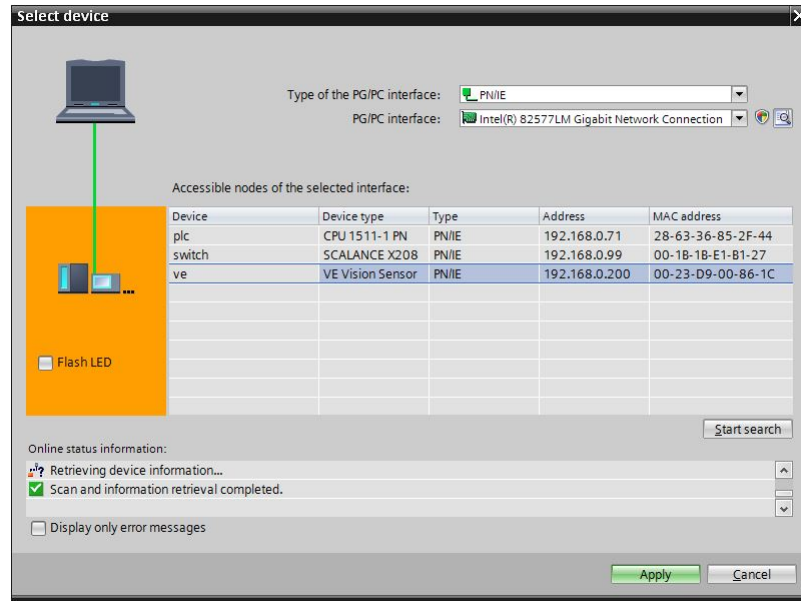 Select device
Type of the PG/PC interface: PN/IE
PG/PC interface: Intel(R) 82577LM Gigabit Network Connection
Accessible nodes of the selected interface:
Device Device type Type Address MAC address
plc CPU 1511-1 PN PN/IE 192.168.0.71 28-63-36-85-2F-44
switch SCALANCE X208 PN/IE 192.168.0.99 00-1B-1B-E1-B1-27
ve VE Vision Sensor PN/IE 192.168.0.200 00-23-D9-00-86-1C
Flash LED
Start search
Online status information:
Retrieving device information...
Scan and information retrieval completed.
Display only error messages
Apply Cancel